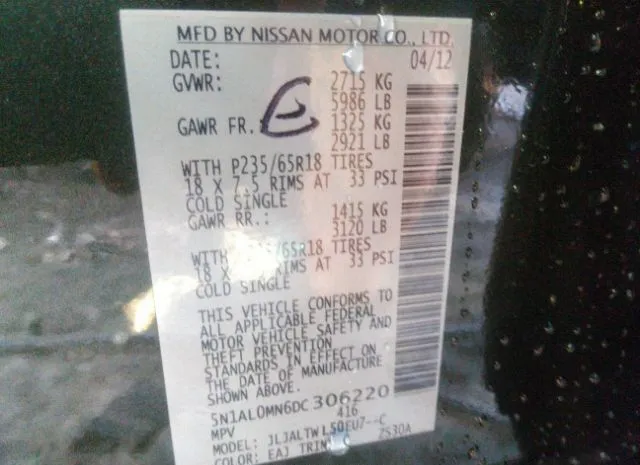 MFD BY NISSAN MOTOR CO., LTD.
DATE: 04/12
GVWR: 2715 KG
5986 LB
GAWR FR. E 1325 KG
2921 LB
WITH P235/65R18 TIRES
18 X 7.5 RIMS AT 33 PSI
COLD SINGLE
GAWR RR.: 1415 KG
3120 LB
WITH /65R18 TIRES
18 X RIMS AT 33 PSI
COLD SINGLE
THIS VEHICLE CONFORMS TO
ALL APPLICABLE FEDERAL
MOTOR VEHICLE SAFETY AND
THEFT PREVENTION
STANDARDS IN EFFECT ON
THE DATE OF MANUFACTURE
SHOWN ABOVE.
5N1AL0MN6DC306220
MPV 416
MODEL: JLJALTWL50EU7--C
COLOR: EAJ TRIM: ZS30A